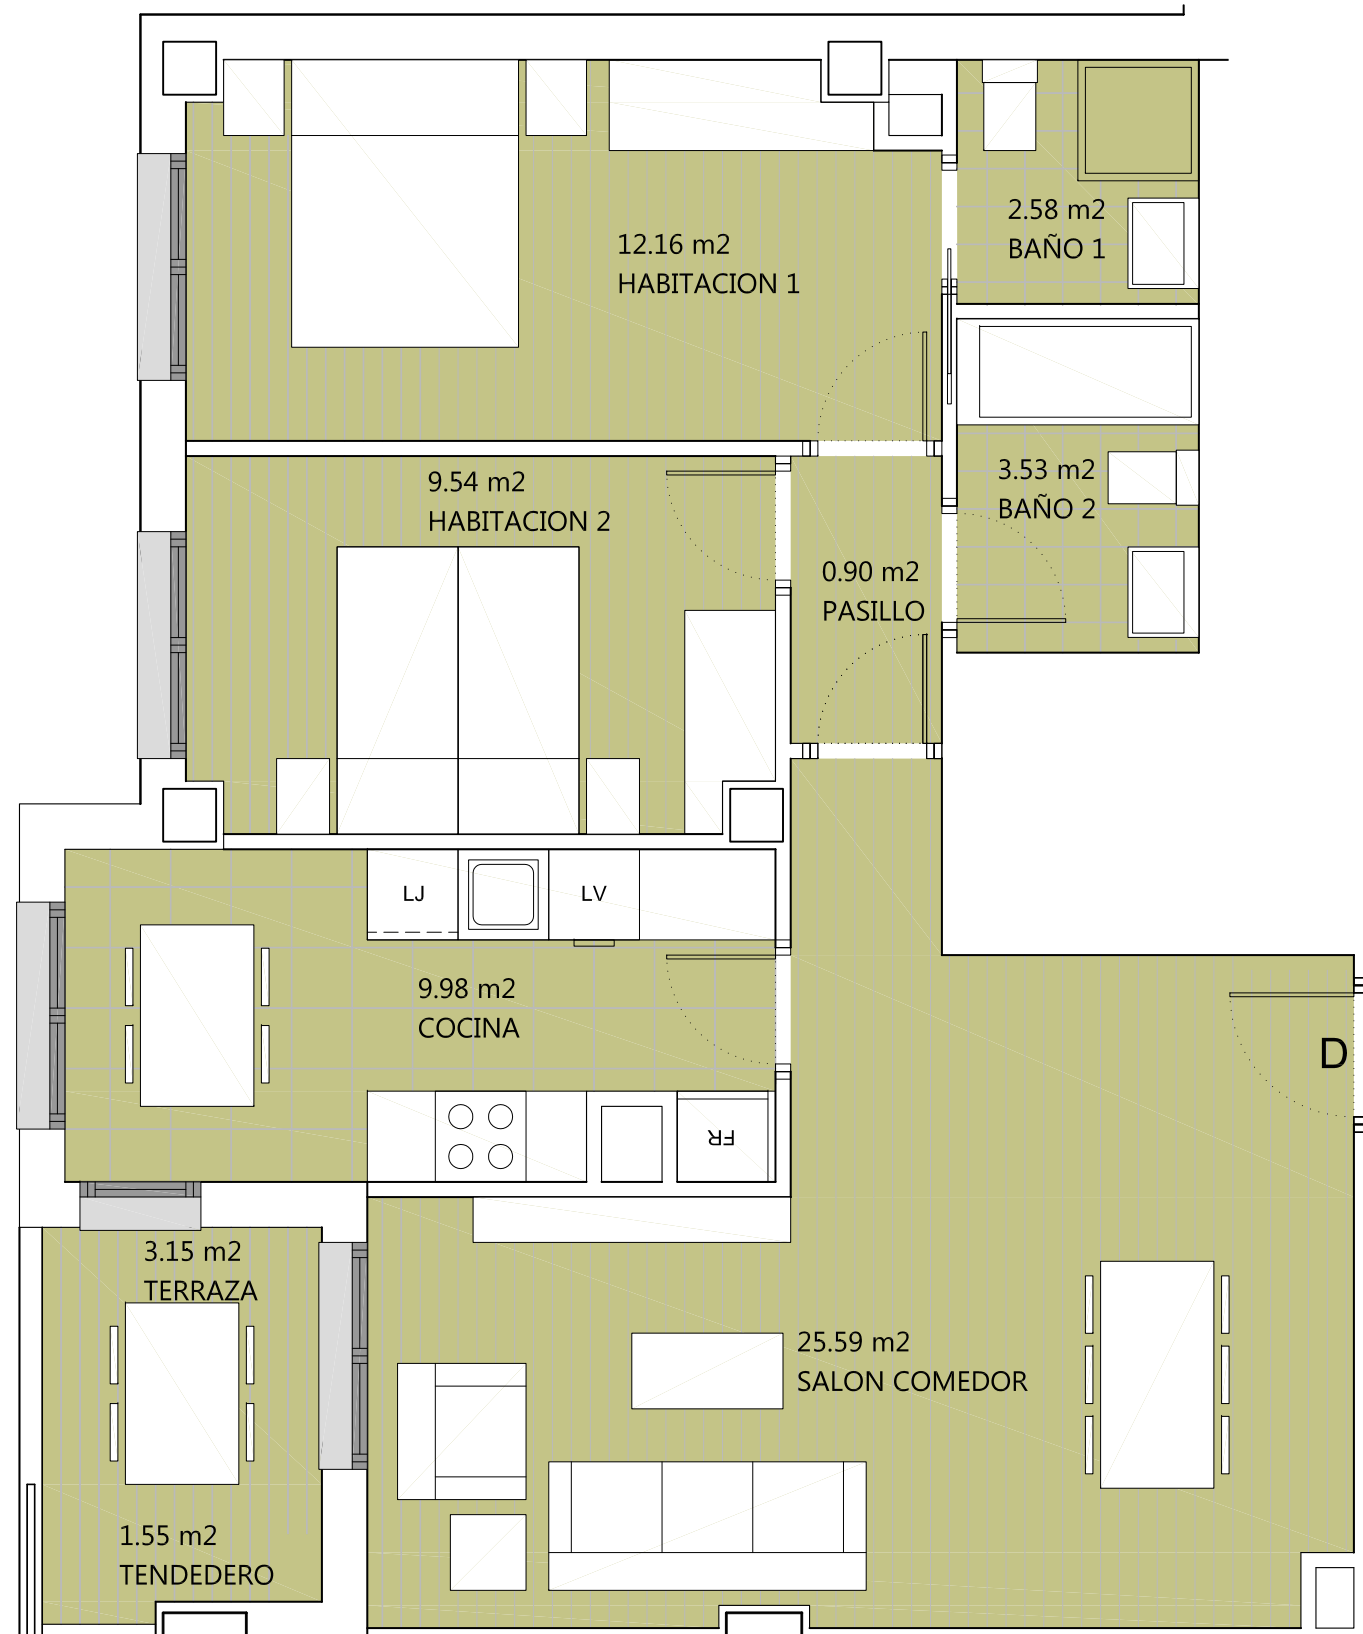 2.58 m2
BAÑO 1
12.16 m2
HABITACION 1
3.53 m2
BAÑO 2
9.54 m2
HABITACION 2
0.90 m2
PASILLO
LJ
LV
9.98 m2
COCINA
D
FR
3.15 m2
TERRAZA
25.59 m2
SALON COMEDOR
1.55 m2
TENDEDERO